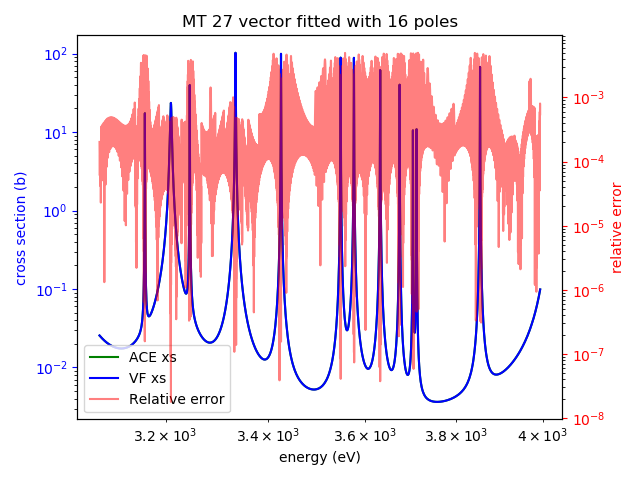 MT 27 vector fitted with 16 poles
10²
10¹
10⁰
10⁻¹
10⁻²
cross section (b)
10⁻³
10⁻⁴
10⁻⁵
10⁻⁶
10⁻⁷
10⁻⁸
relative error
ACE xs
VF xs
Relative error
3.2 × 10³ 3.4 × 10³ 3.6 × 10³ 3.8 × 10³ 4 × 10³
energy (eV)